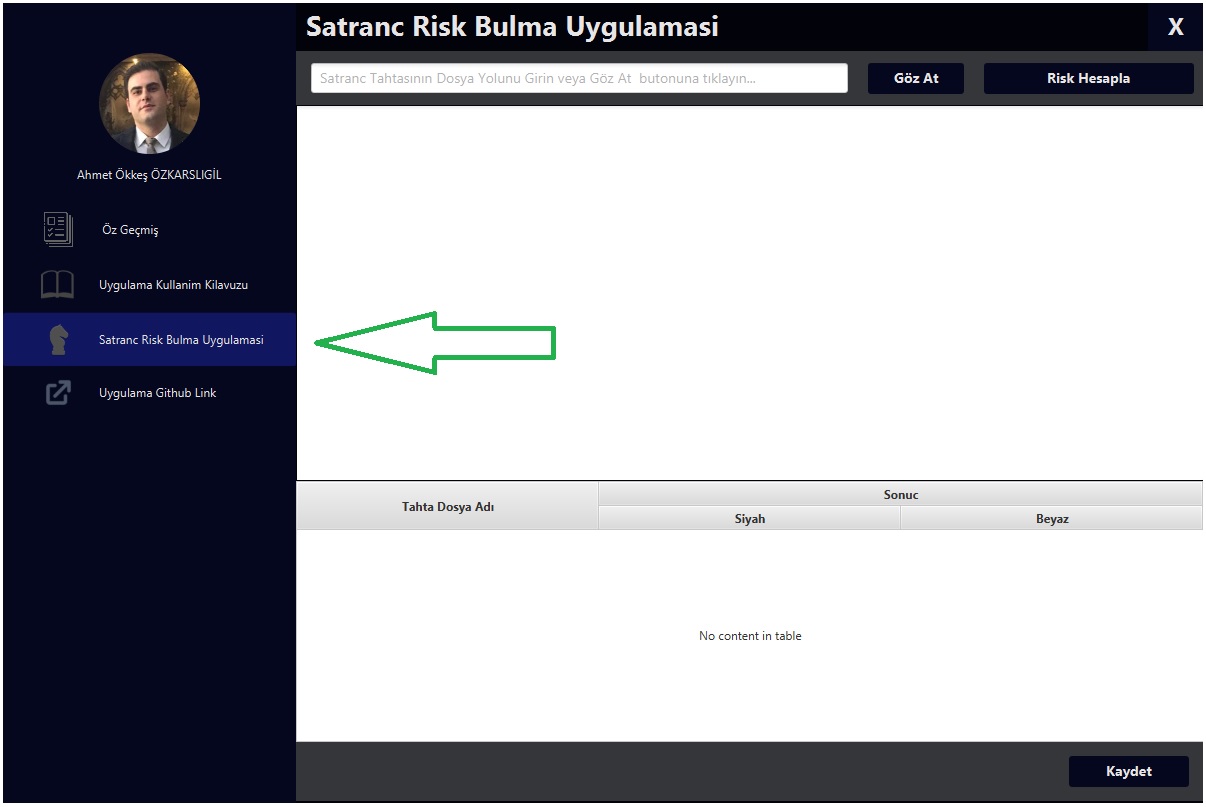 Satranc Risk Bulma Uygulamasi
X
Satranc Tahtasının Dosya Yolunu Girin veya Göz At butonuna tıklayın...
Göz At
Risk Hesapla
Ahmet Ökkeş ÖZKARSLIGİL
Öz Geçmiş
Uygulama Kullanim Kilavuzu
Satranc Risk Bulma Uygulamasi
Uygulama Github Link
Tahta Dosya Adı
Sonuc
Siyah
Beyaz
No content in table
Kaydet